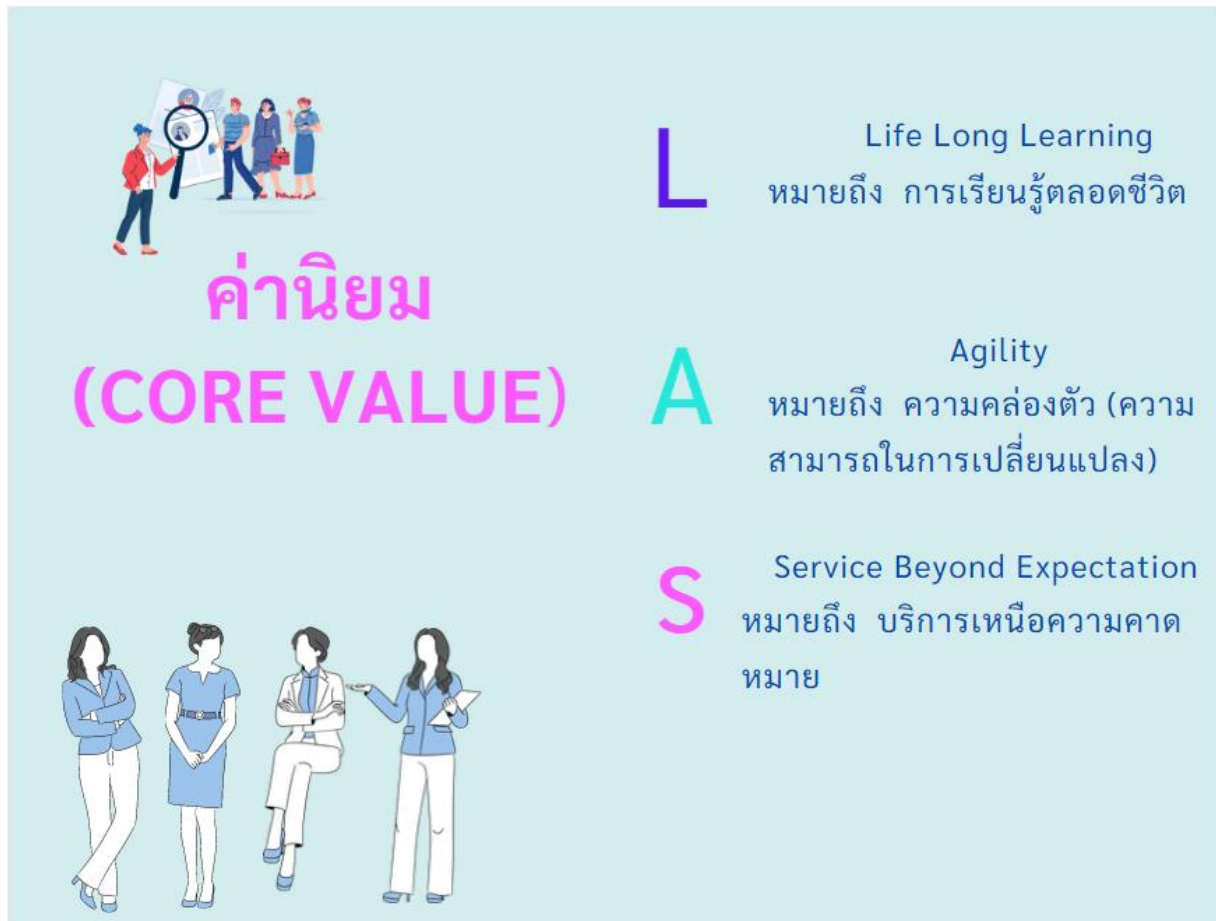 ค่านิยม
(CORE VALUE)
L
Life Long Learning
หมายถึง การเรียนรู้ตลอดชีวิต
A
Agility
หมายถึง ความคล่องตัว (ความ
สามารถในการเปลี่ยนแปลง)
S
Service Beyond Expectation
หมายถึง บริการเหนือความคาด
หมาย